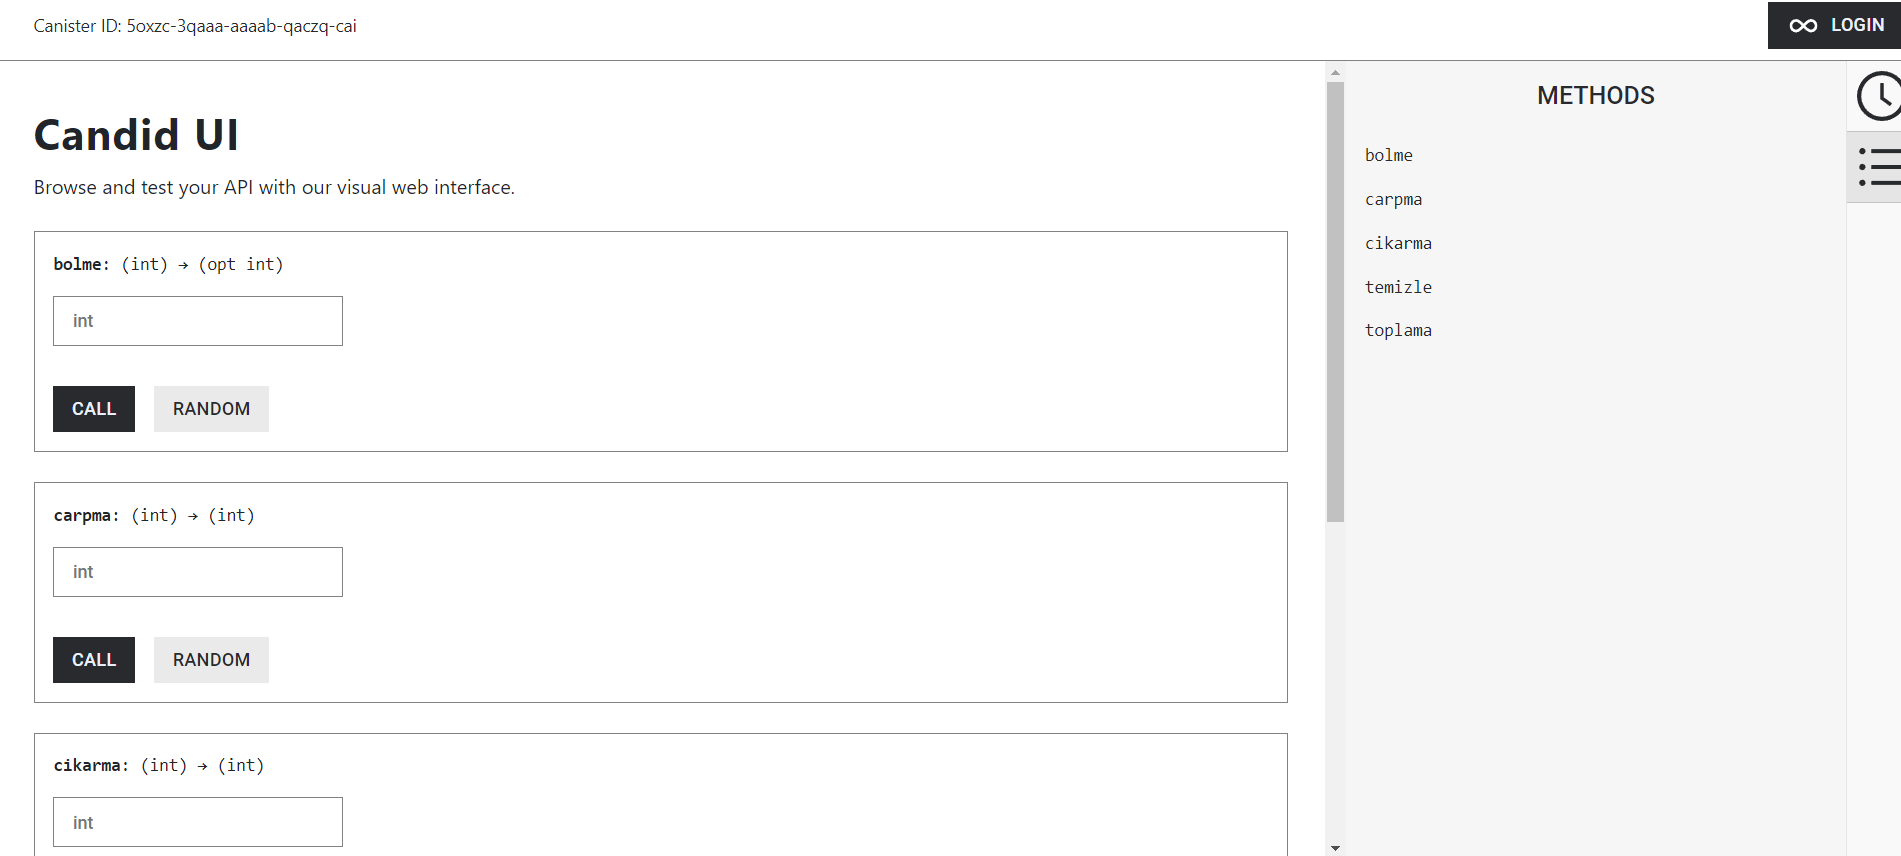 Canister ID: 5oxzc-3qaaa-aaaab-qaczq-cai
LOGIN
Candid UI
Browse and test your API with our visual web interface.
bolme: (int) → (opt int)
int
CALL RANDOM
carpma: (int) → (int)
int
CALL RANDOM
cikarma: (int) → (int)
int
METHODS
bolme
carpma
cikarma
temizle
toplama